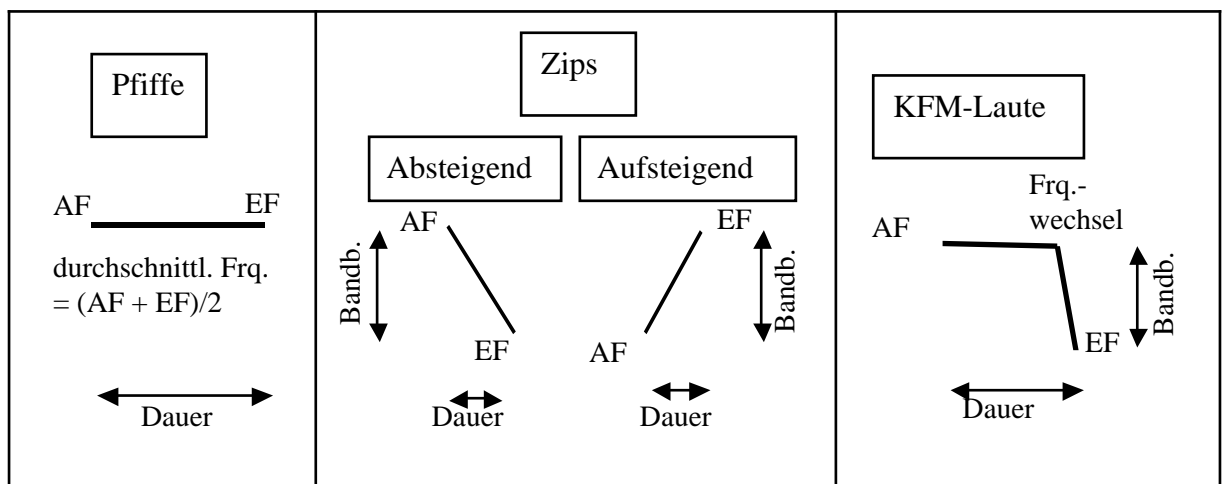 Pfiffe
AF
EF
durchschnittl. Frq.
= (AF + EF)/2
Dauer
Zips
Absteigend
AF
Bandb.
EF
Dauer
Aufsteigend
EF
Bandb.
AF
Dauer
KFM-Laute
Frq.-
wechsel
AF
Bandb.
EF
Dauer